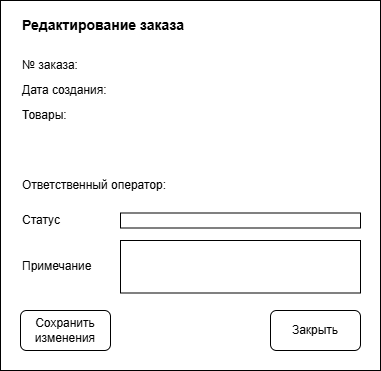 Редактирование заказа
№ заказа:
Дата создания:
Товары:
Ответственный оператор:
Статус
Примечание
Сохранить
изменения
Закрыть